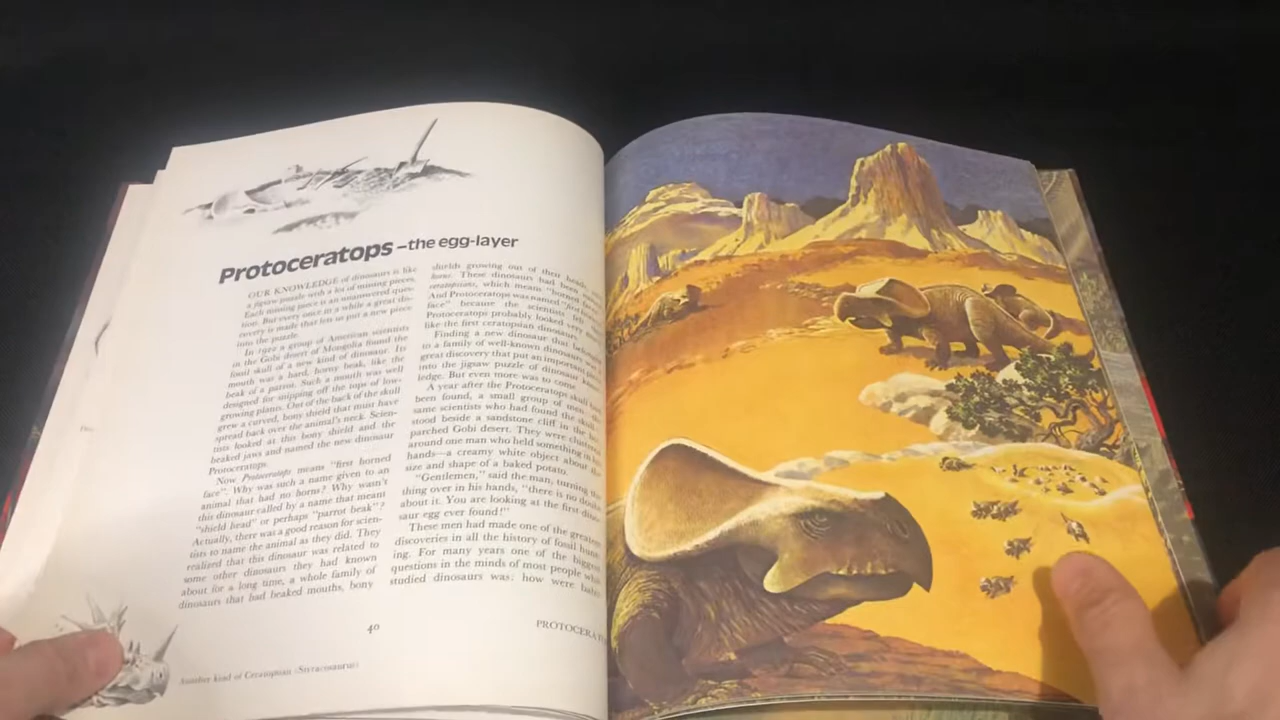 Protoceratops –the egg-layer
OUR KNOWLEDGE of dinosaurs is like
a jigsaw puzzle with a lot of missing pieces.
Each missing piece is an unanswered ques-
tion. But every once in a while a great dis-
covery is made that lets us put a new piece
into the puzzle.
In 1922 a group of American scientists
in the Gobi desert of Mongolia found the
fossil skull of a new kind of dinosaur. Its
mouth was a hard, horny beak, like the
beak of a parrot. Such a mouth was well
designed for snipping off the tops of low-
growing plants. Out of the back of the skull
grew a curved, bony shield that must have
spread back over the animal's neck. Scien-
tists looked at this bony shield and the
beaked jaws and named the new dinosaur
Protoceratops.
Now Protoceratops means "first horned
face". Why was such a name given to an
animal that had no horns? Why wasn't
this dinosaur called by a name that meant
"shield head" or perhaps "parrot beak"?
Actually, there was a good reason for scien-
tists to name the animal as they did. They
realized that this dinosaur was related to
some other dinosaurs they had known
about for a long time, a whole family of
dinosaurs that had beaked mouths, bony
shields growing out of their heads,
horns. These dinosaurs had been
ceratopsians, which means "horned
And Protoceratops was named "first
face" because the scientists felt
Protoceratops probably looked very
like the first ceratopsian dinosaurs.
Finding a new dinosaur that belonged
to a family of well-known dinosaurs
great discovery that put an important
into the jigsaw puzzle of dinosaur
ledge. But even more was to come.
A year after the Protoceratops skull
been found, a small group of men
same scientists who had found the skull
stood beside a sandstone cliff in the
parched Gobi desert. They were clustered
around one man who held something in
hands—a creamy white object about the
size and shape of a baked potato.
"Gentlemen," said the man, turning the
thing over in his hands, "there is no doubt
about it. You are looking at the first dino-
saur egg ever found!"
These men had made one of the greatest
discoveries in all the history of fossil hunt-
ing. For many years one of the biggest
questions in the minds of most people who
studied dinosaurs was: how were
40
PROTOCERA
Another kind of Ceratopsian (Styracosaurus)